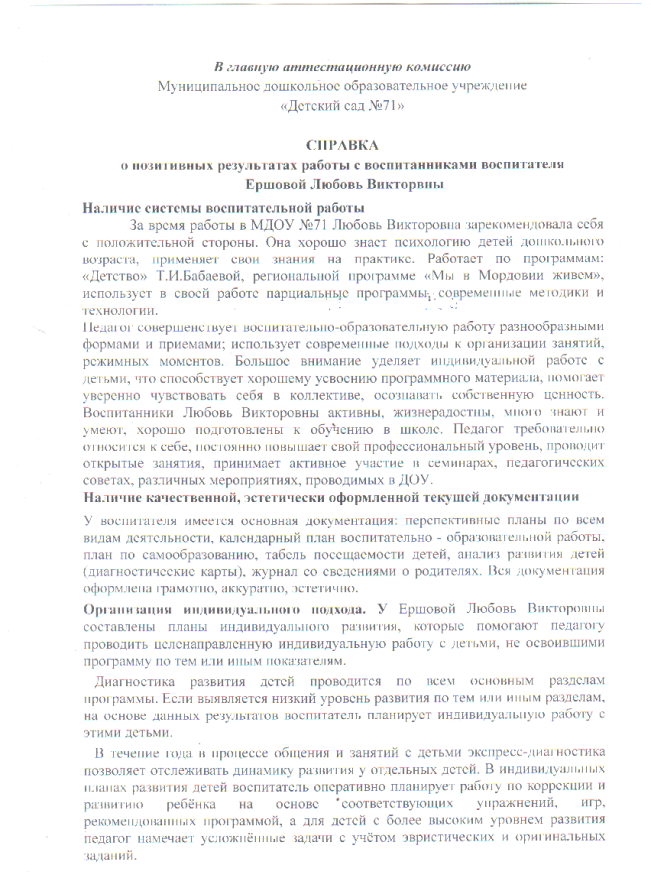 В главную аттестационную комиссию
Муниципальное дошкольное образовательное учреждение
«Детский сад №71»
СПРАВКА
о позитивных результатах работы с воспитанниками воспитателя
Ершовой Любовь Викторвны
Наличие системы воспитательной работы
За время работы в МДОУ №71 Любовь Викторовна зарекомендовала себя
с положительной стороны. Она хорошо знает психологию детей дошкольного
возраста, применяет свои знания на практике. Работает по программам:
«Детство» Т.И.Бабаевой, региональной программе «Мы в Мордовии живем»,
использует в своей работе парциальные программы, современные методики и
технологии.
Педагог совершенствует воспитательно-образовательную работу разнообразными
формами и приемами; использует современные подходы к организации занятий,
режимных моментов. Большое внимание уделяет индивидуальной работе с
детьми, что способствует хорошему усвоению программного материала, помогает
уверенно чувствовать себя в коллективе, осознавать собственную ценность.
Воспитанники Любовь Викторовны активны, жизнерадостны, много знают и
умеют, хорошо подготовлены к обучению в школе. Педагог требовательно
относится к себе, постоянно повышает свой профессиональный уровень, проводит
открытые занятия, принимает активное участие в семинарах, педагогических
советах, различных мероприятиях, проводимых в ДОУ.
Наличие качественной, эстетически оформленной текущей документации
У воспитателя имеется основная документация: перспективные планы по всем
видам деятельности, календарный план воспитательно - образовательной работы,
план по самообразованию, табель посещаемости детей, анализ развития детей
(диагностические карты), журнал со сведениями о родителях. Вся документация
оформлена грамотно, аккуратно, эстетично.
Организация индивидуального подхода. У Ершовой Любовь Викторовны
составлены планы индивидуального развития, которые помогают педагогу
проводить целенаправленную индивидуальную работу с детьми, не освоившими
программу по тем или иным показателям.
Диагностика развития детей проводится по всем основным разделам
программы. Если выявляется низкий уровень развития по тем или иным разделам,
на основе данных результатов воспитатель планирует индивидуальную работу с
этими детьми.
В течение года в процессе общения и занятий с детьми экспресс-диагностика
позволяет отслеживать динамику развития у отдельных детей. В индивидуальных
планах развития детей воспитатель оперативно планирует работу по коррекции и
развитию ребёнка на основе соответствующих упражнений, игр,
рекомендованных программой, а для детей с более высоким уровнем развития
педагог намечает усложнённые задачи с учётом эвристических и оригинальных
заданий.